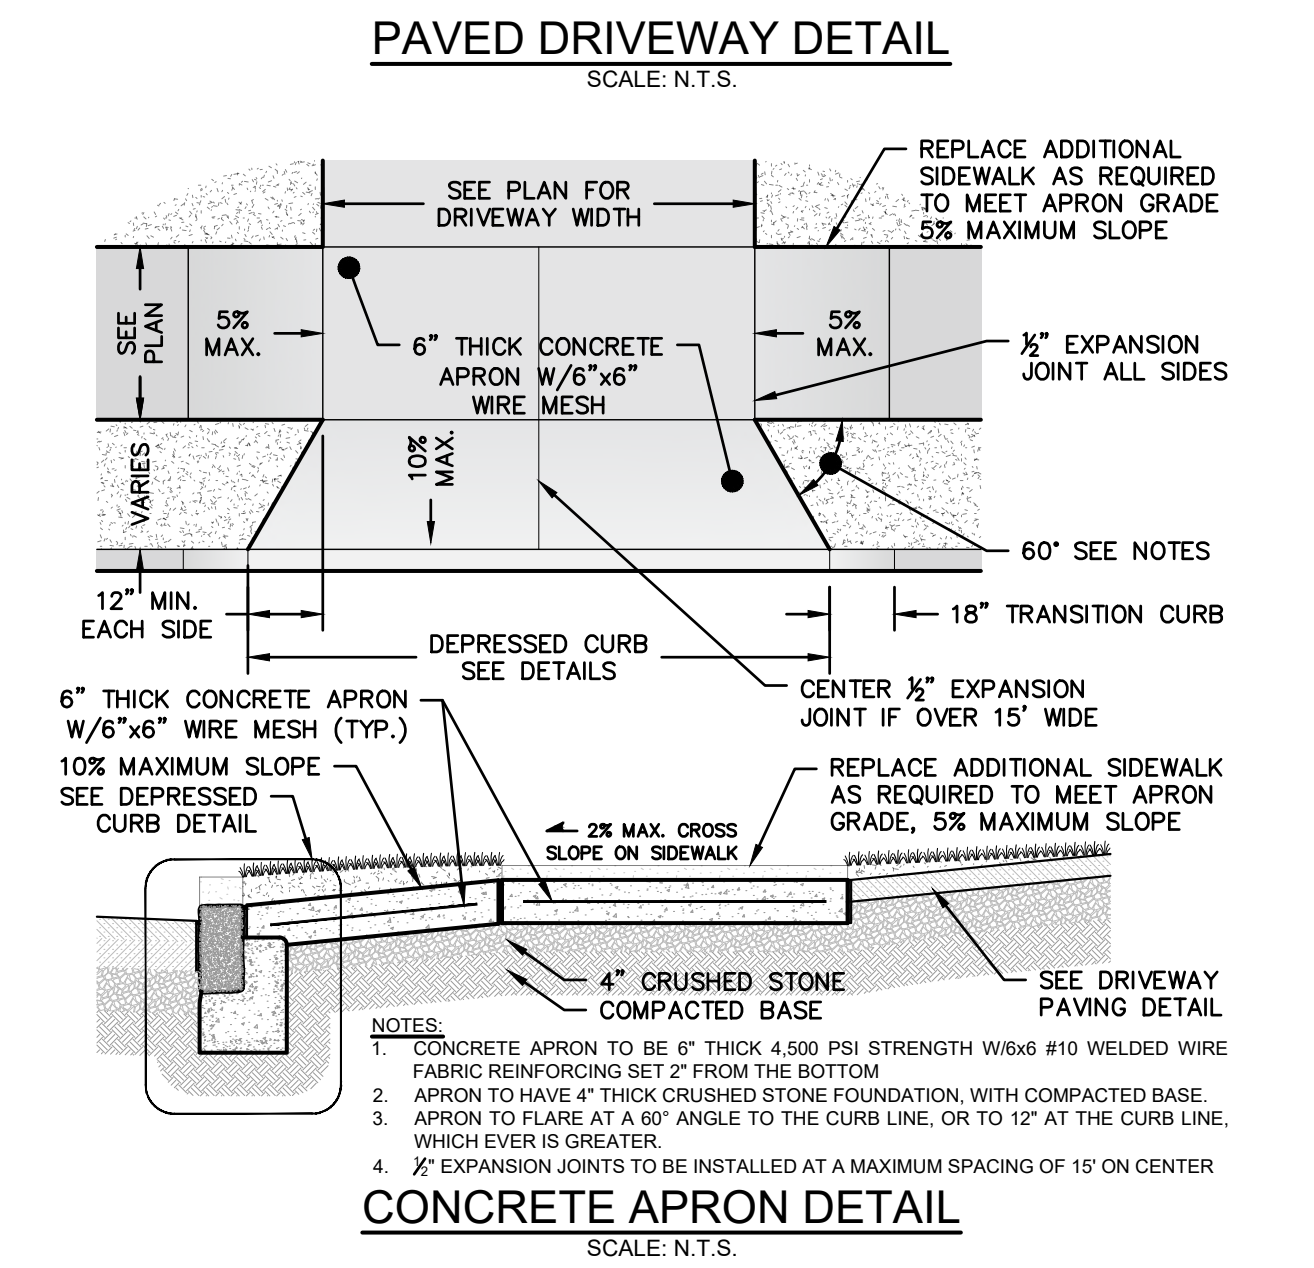 PAVED DRIVEWAY DETAIL
SCALE: N.T.S.
REPLACE ADDITIONAL
SIDEWALK AS REQUIRED
TO MEET APRON GRADE
5% MAXIMUM SLOPE
SEE PLAN FOR
DRIVEWAY WIDTH
SEE
PLAN
5%
MAX.
5%
MAX.
½" EXPANSION
JOINT ALL SIDES
6" THICK CONCRETE
APRON W/6"x6"
WIRE MESH
VARIES
10%
MAX.
60° SEE NOTES
12" MIN.
EACH SIDE
18" TRANSITION CURB
DEPRESSED CURB
SEE DETAILS
CENTER ½" EXPANSION
JOINT IF OVER 15' WIDE
6" THICK CONCRETE APRON
W/6"x6" WIRE MESH (TYP.)
10% MAXIMUM SLOPE
SEE DEPRESSED
CURB DETAIL
REPLACE ADDITIONAL SIDEWALK
AS REQUIRED TO MEET APRON
GRADE, 5% MAXIMUM SLOPE
2% MAX. CROSS
SLOPE ON SIDEWALK
4" CRUSHED STONE
COMPACTED BASE
SEE DRIVEWAY
PAVING DETAIL
NOTES:
1. CONCRETE APRON TO BE 6" THICK 4,500 PSI STRENGTH W/6x6 #10 WELDED WIRE
FABRIC REINFORCING SET 2" FROM THE BOTTOM
2. APRON TO HAVE 4" THICK CRUSHED STONE FOUNDATION, WITH COMPACTED BASE.
3. APRON TO FLARE AT A 60° ANGLE TO THE CURB LINE, OR TO 12" AT THE CURB LINE,
WHICH EVER IS GREATER.
4. ½" EXPANSION JOINTS TO BE INSTALLED AT A MAXIMUM SPACING OF 15' ON CENTER
CONCRETE APRON DETAIL
SCALE: N.T.S.